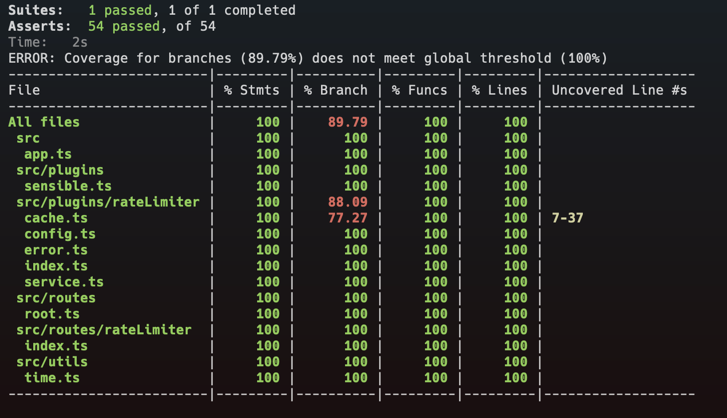 Suites:   1 passed, 1 of 1 completed
Asserts:  54 passed, of 54
Time:   2s
ERROR: Coverage for branches (89.79%) does not meet global threshold (100%)
-------------------------|---------|----------|---------|---------|-------------------
File                     | % Stmts | % Branch | % Funcs | % Lines | Uncovered Line #s
-------------------------|---------|----------|---------|---------|-------------------
All files                |     100 |    89.79 |     100 |     100 |
 src                     |     100 |      100 |     100 |     100 |
  app.ts                 |     100 |      100 |     100 |     100 |
 src/plugins             |     100 |      100 |     100 |     100 |
  sensible.ts            |     100 |      100 |     100 |     100 |
 src/plugins/rateLimiter |     100 |    88.09 |     100 |     100 |
  cache.ts               |     100 |    77.27 |     100 |     100 | 7-37
  config.ts              |     100 |      100 |     100 |     100 |
  error.ts               |     100 |      100 |     100 |     100 |
  index.ts               |     100 |      100 |     100 |     100 |
  service.ts             |     100 |      100 |     100 |     100 |
 src/routes              |     100 |      100 |     100 |     100 |
  root.ts                |     100 |      100 |     100 |     100 |
 src/routes/rateLimiter  |     100 |      100 |     100 |     100 |
  index.ts               |     100 |      100 |     100 |     100 |
 src/utils               |     100 |      100 |     100 |     100 |
  time.ts                |     100 |      100 |     100 |     100 |
-------------------------|---------|----------|---------|---------|-------------------